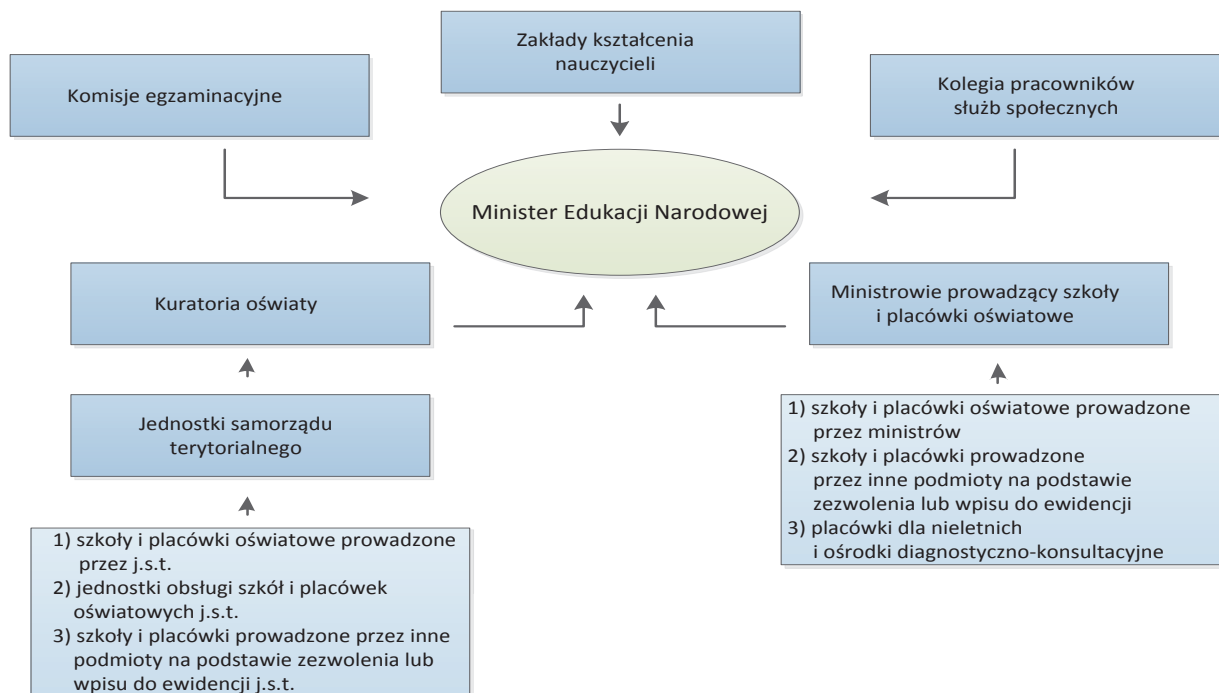 Zakłady kształcenia
nauczycieli
Komisje egzaminacyjne
Kolegia pracowników
służb społecznych
Minister Edukacji Narodowej
Kuratoria oświaty
Ministrowie prowadzący szkoły
i placówki oświatowe
Jednostki samorządu
terytorialnego
1) szkoły i placówki oświatowe prowadzone
przez ministrów
2) szkoły i placówki prowadzone
przez inne podmioty na podstawie
zezwolenia lub wpisu do ewidencji
3) placówki dla nieletnich
i ośrodki diagnostyczno-konsultacyjne
1) szkoły i placówki oświatowe prowadzone
przez j.s.t.
2) jednostki obsługi szkół i placówek
oświatowych j.s.t.
3) szkoły i placówki prowadzone przez inne
podmioty na podstawie zezwolenia lub
wpisu do ewidencji j.s.t.